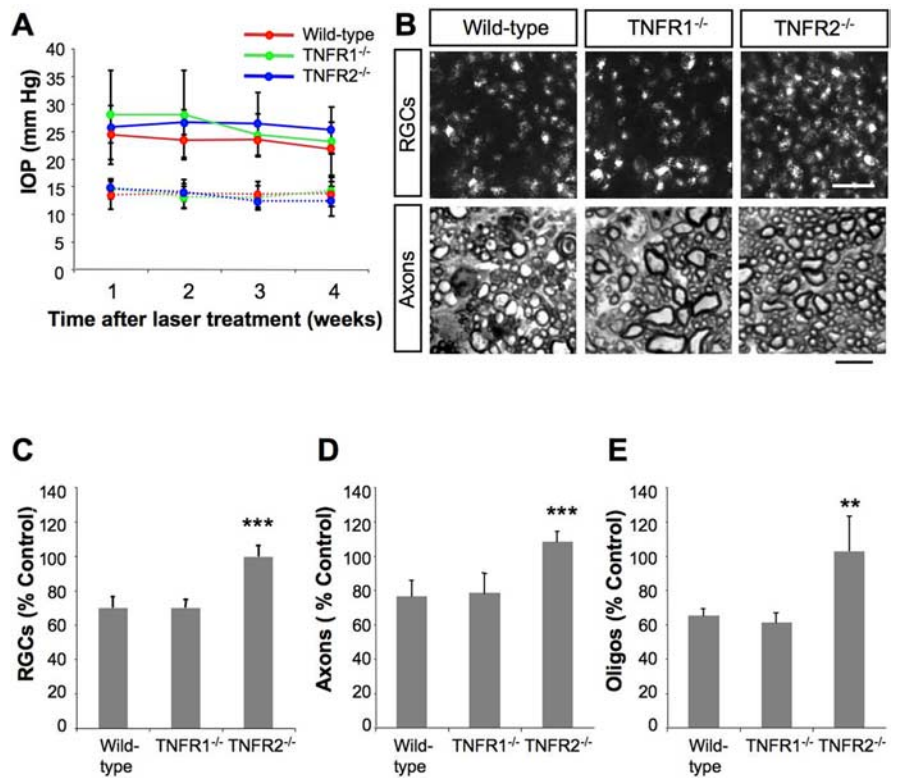 A
Wild-type
TNFR1-/-
TNFR2-/-
IOP (mm Hg)
40
35
30
25
20
15
10
5
0
1 2 3 4
Time after laser treatment (weeks)
B
Wild-type TNFR1-/- TNFR2-/-
RGCs
Axons
C
RGCs (% Control)
140
120
100
80
60
40
20
0
***
Wild-
type
TNFR1-/- TNFR2-/-
D
Axons ( % Control)
140
120
100
80
60
40
20
0
***
Wild-
type
TNFR1-/- TNFR2-/-
E
Oligos (% Control)
140
120
100
80
60
40
20
0
**
Wild-
type
TNFR1-/- TNFR2-/-